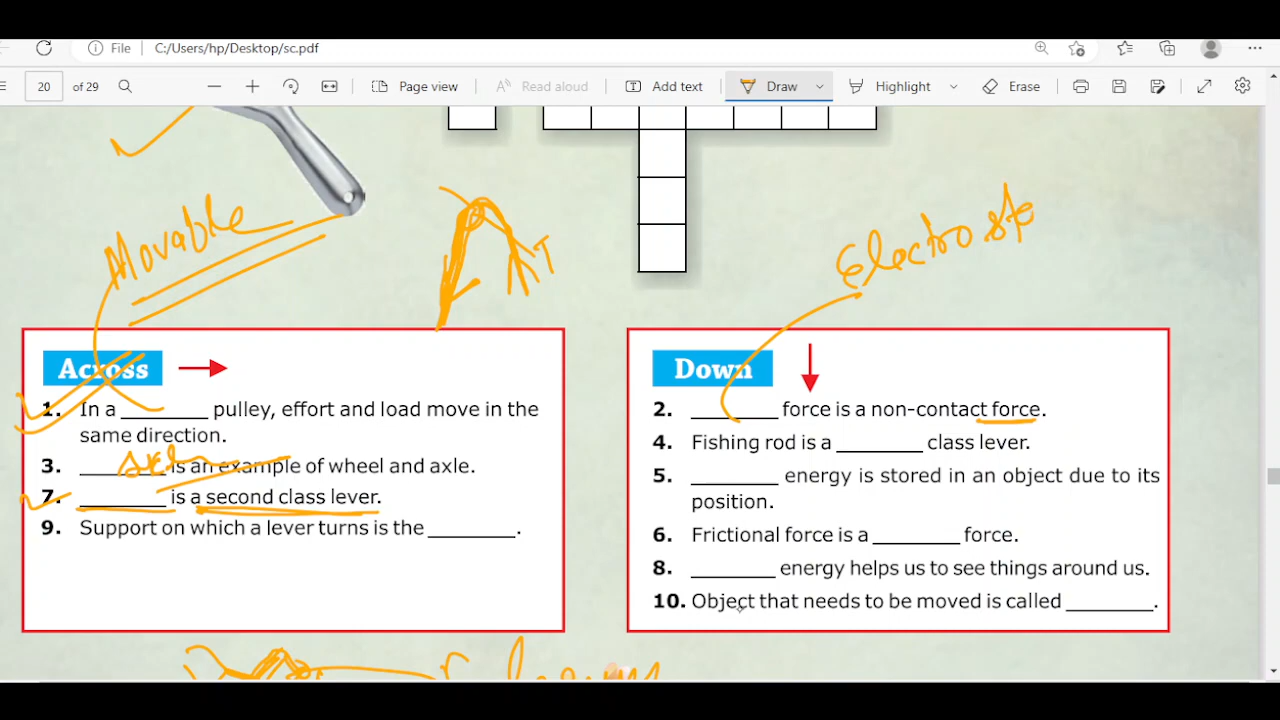 File C:/Users/hp/Desktop/sc.pdf
20 of 29 Page view Read aloud Add text Draw Highlight Erase
Movable
T
Electrosta
Across
1. In a ________ pulley, effort and load move in the
same direction.
3. ________ is an example of wheel and axle.
7. ________ is a second class lever.
9. Support on which a lever turns is the ________.
Down
2. ________ force is a non-contact force.
4. Fishing rod is a ________ class lever.
5. ________ energy is stored in an object due to its
position.
6. Frictional force is a ________ force.
8. ________ energy helps us to see things around us.
10. Object that needs to be moved is called ________.